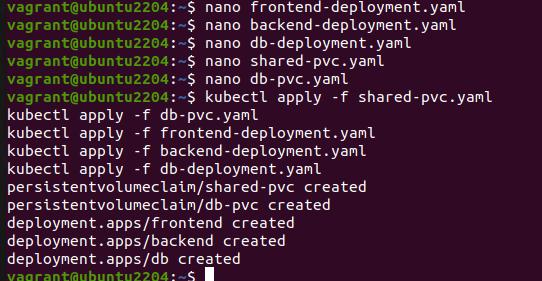 vagrant@ubuntu2204:~$ nano frontend-deployment.yaml
vagrant@ubuntu2204:~$ nano backend-deployment.yaml
vagrant@ubuntu2204:~$ nano db-deployment.yaml
vagrant@ubuntu2204:~$ nano shared-pvc.yaml
vagrant@ubuntu2204:~$ nano db-pvc.yaml
vagrant@ubuntu2204:~$ kubectl apply -f shared-pvc.yaml
kubectl apply -f db-pvc.yaml
kubectl apply -f frontend-deployment.yaml
kubectl apply -f backend-deployment.yaml
kubectl apply -f db-deployment.yaml
persistentvolumeclaim/shared-pvc created
persistentvolumeclaim/db-pvc created
deployment.apps/frontend created
deployment.apps/backend created
deployment.apps/db created
vagrant@ubuntu2204:~$